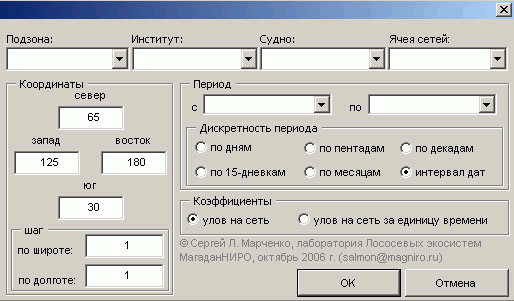 Подзона: Институт: Судно: Ячея сетей:
Координаты
север
65
запад восток
125 180
юг
30
шаг
по широте: 1
по долготе: 1
Период
с по
Дискретность периода
по дням по пентадам по декадам
по 15-дневкам по месяцам интервал дат
Коэффициенты
улов на сеть улов на сеть за единицу времени
© Сергей Л. Марченко, лаборатория Лососевых экосистем
МагаданНИРО, октябрь 2006 г. (salmon@magniro.ru)
OK Отмена